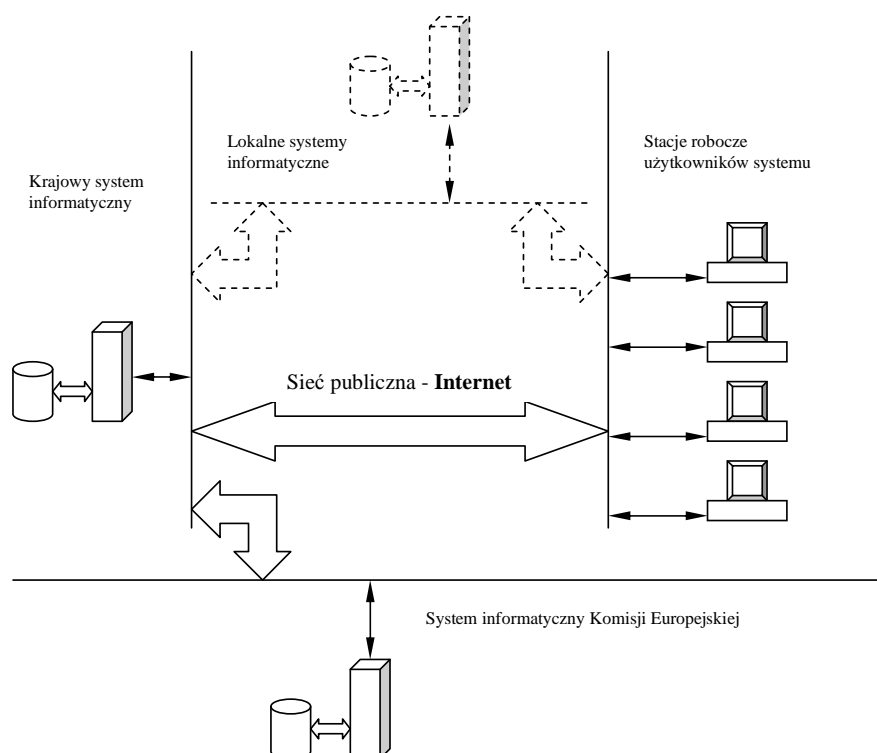 Lokalne systemy
informatyczne
Stacje robocze
użytkowników systemu
Krajowy system
informatyczny
Sieć publiczna - Internet
System informatyczny Komisji Europejskiej